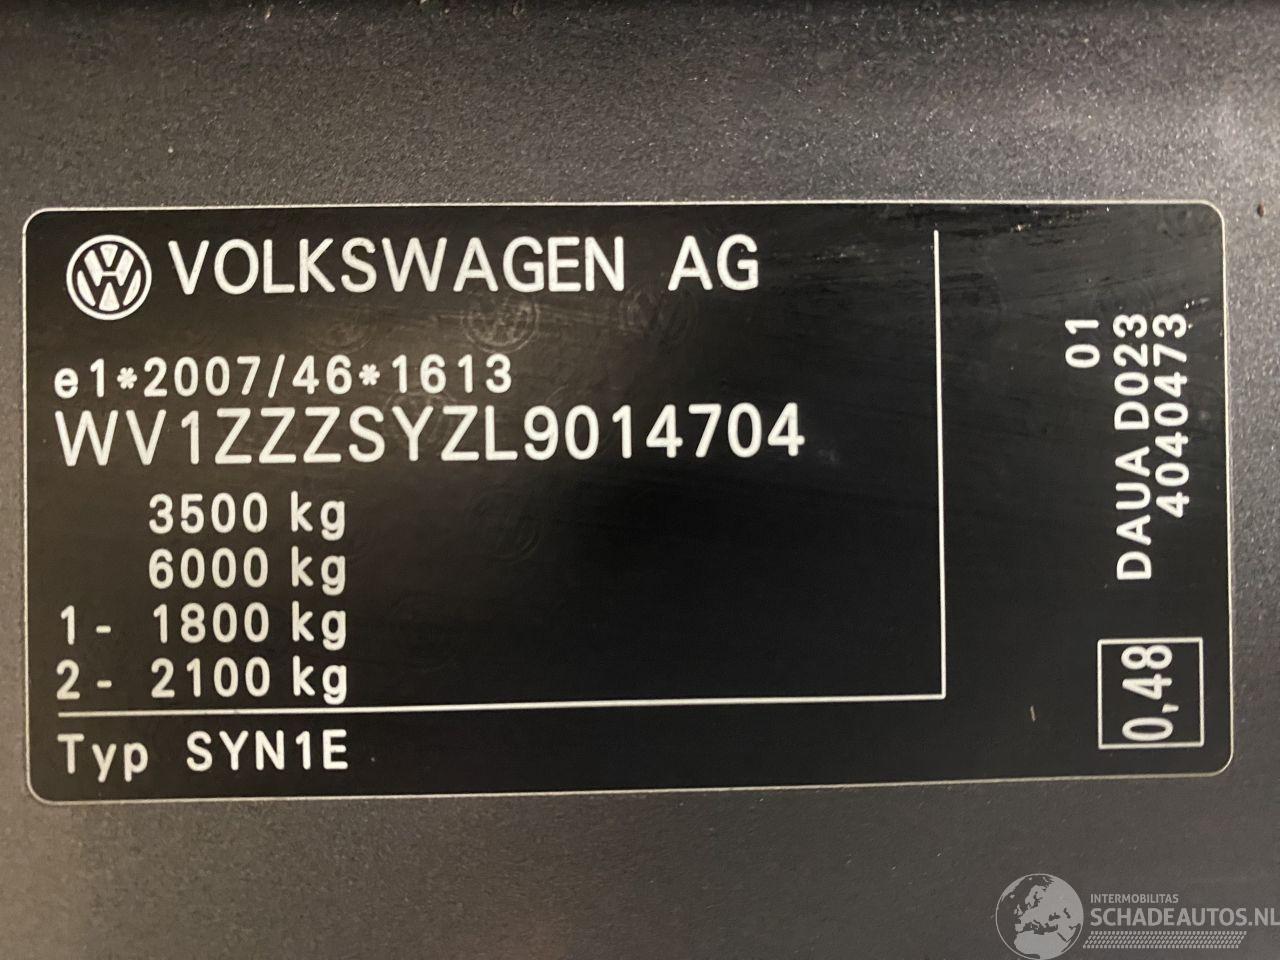 VOLKSWAGEN AG
e1*2007/46*1613
WV1ZZZSYZL9014704
3500 kg
6000 kg
1- 1800 kg
2- 2100 kg
Typ SYN1E
01
DAUA D023
4040473
0,48
INTERMOBILITAS
SCHADEAUTOS.NL